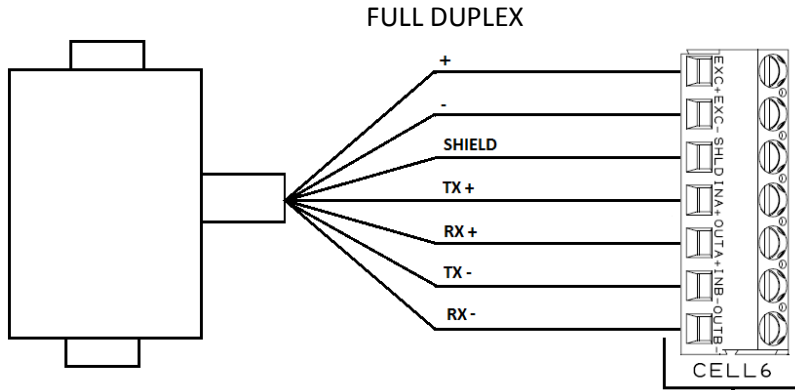 FULL DUPLEX
+
-
SHIELD
TX +
RX +
TX -
RX -
EXC+EXC- SHLD INA+OUTA+INB-OUTB-
CELL6